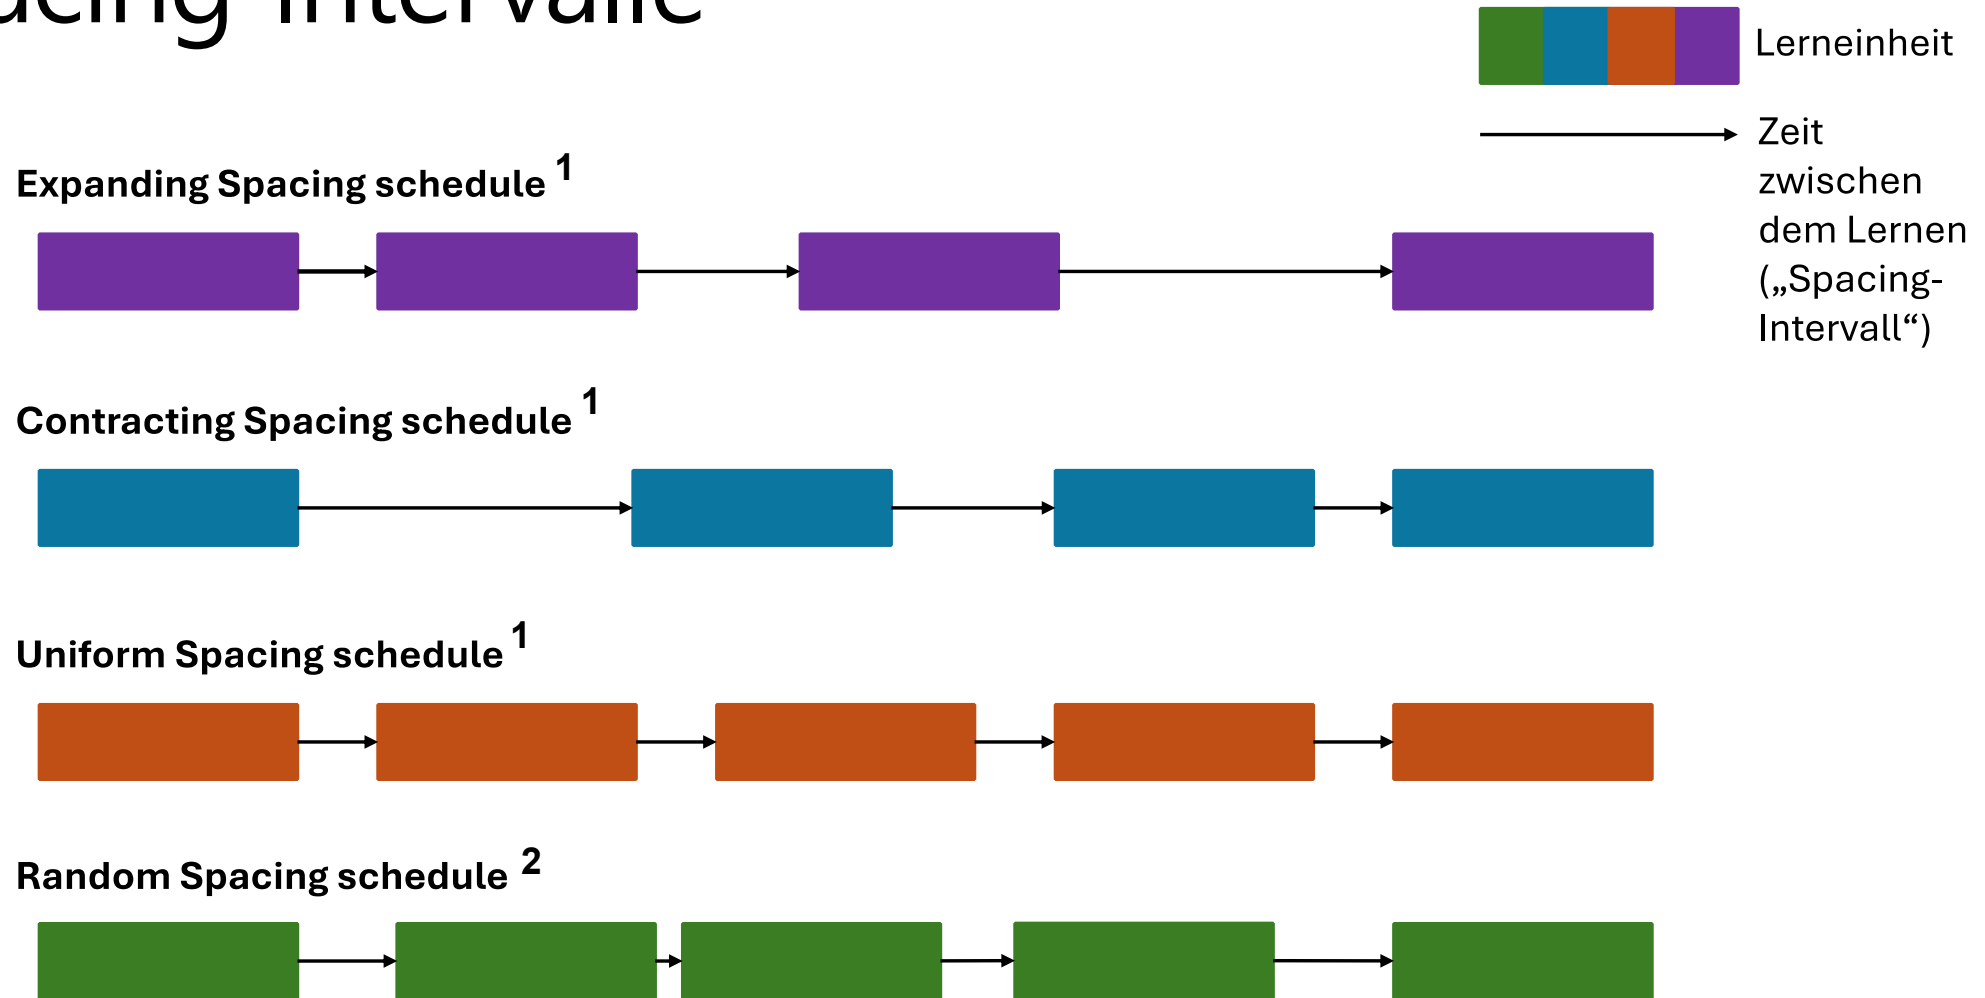 Intervalle
Lerneinheit
Zeit
zwischen
dem Lernen
(„Spacing-
Intervall“)
Expanding Spacing schedule 1
Contracting Spacing schedule 1
Uniform Spacing schedule 1
Random Spacing schedule 2